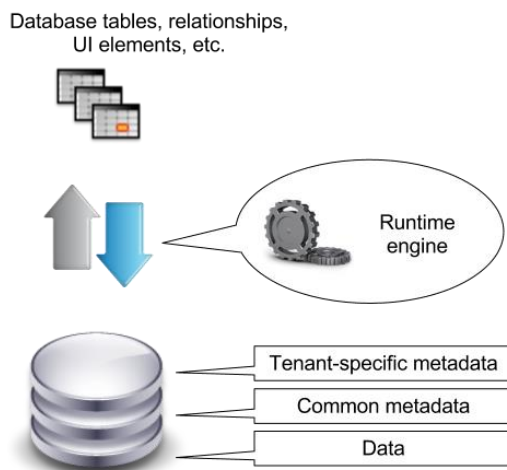 Database tables, relationships,
UI elements, etc.
Runtime
engine
Tenant-specific metadata
Common metadata
Data